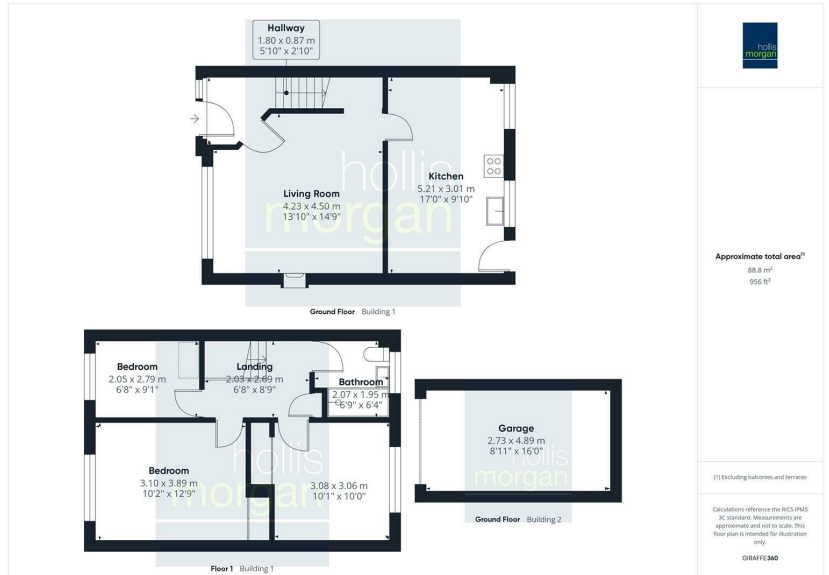 Hallway
1.80 x 0.87 m
5'10" x 2'10"
Living Room
4.23 x 4.50 m
13'10" x 14'9"
Kitchen
5.21 x 3.01 m
17'0" x 9'10"
hollis
morgan
Ground Floor Building 1
Bedroom
2.05 x 2.79 m
6'8" x 9'1"
Landing
2.03 x 2.69 m
6'8" x 8'9"
Bathroom
2.07 x 1.95 m
6'9" x 6'4"
Bedroom
3.10 x 3.89 m
10'2" x 12'9"
3.08 x 3.06 m
10'1" x 10'0"
hollis
morgan
Floor 1 Building 1
Garage
2.73 x 4.89 m
8'11" x 16'0"
hollis
morgan
Ground Floor Building 2
hollis
morgan
Approximate total area(1)
88.8 m²
956 ft²
(1) Excluding balconies and terraces
Calculations reference the RICS IPMS
3C standard. Measurements are
approximate and not to scale. This
floor plan is intended for illustration
only.
GIRAFFE360